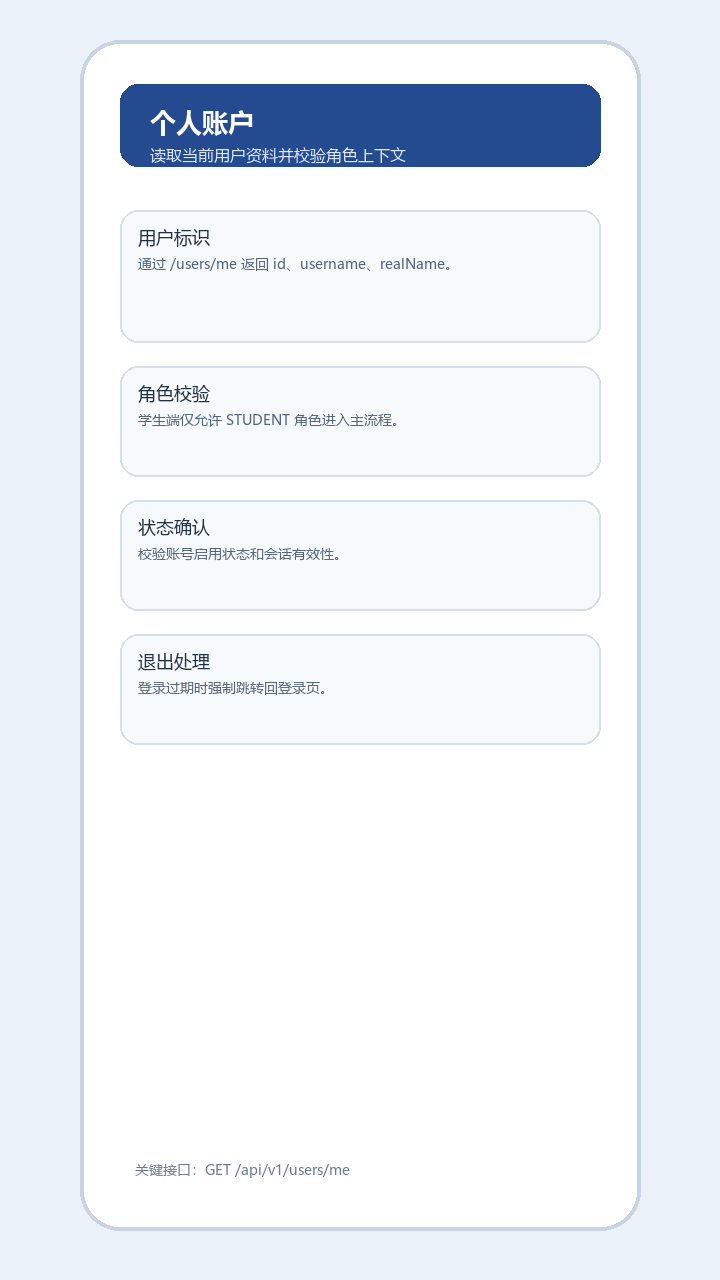 个人账户
读取当前用户资料并校验角色上下文
用户标识
通过 /users/me 返回 id、username、realName。
角色校验
学生端仅允许 STUDENT 角色进入主流程。
状态确认
校验账号启用状态和会话有效性。
退出处理
登录过期时强制跳转回登录页。
关键接口：GET /api/v1/users/me